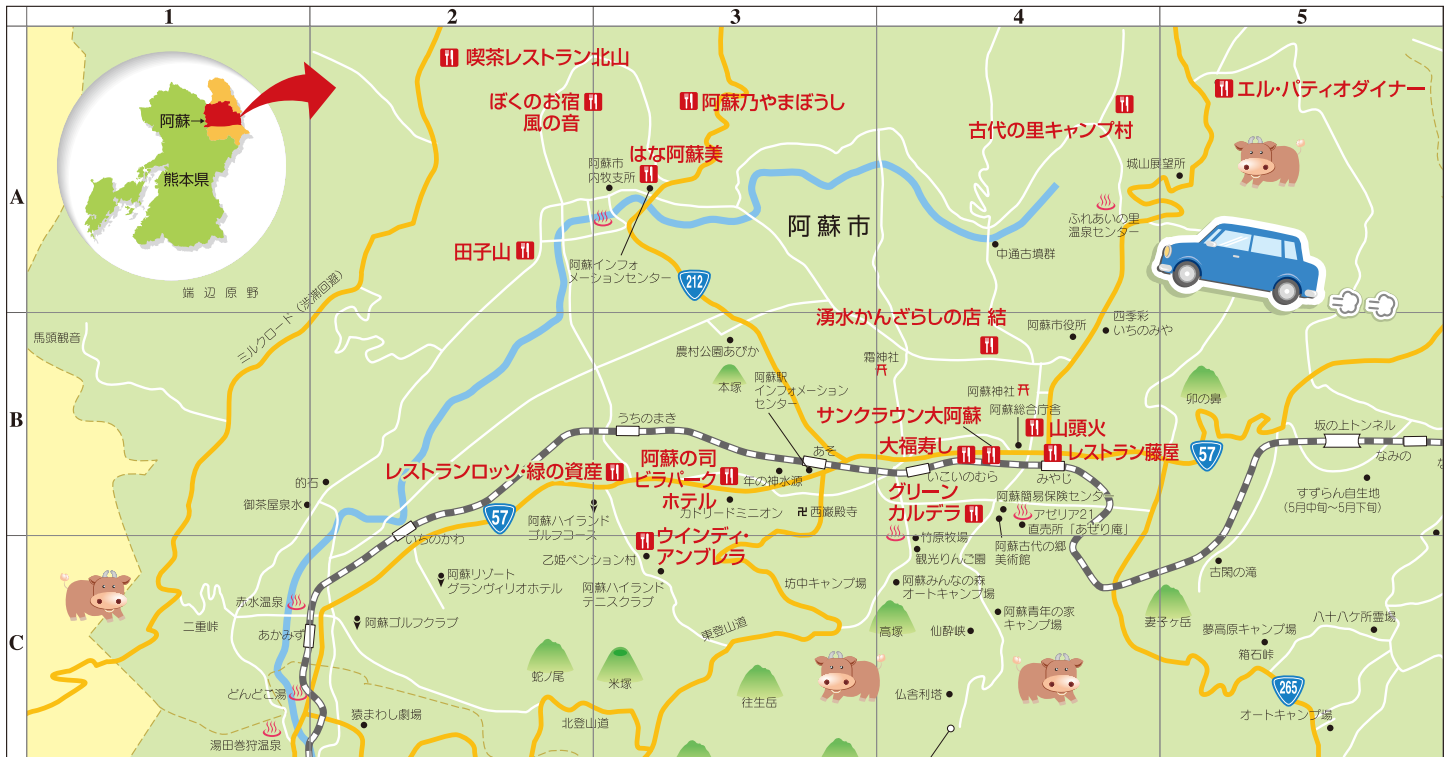 1
2
3
4
5
A
B
C
阿蘇→
熊本県
喫茶レストラン北山
ぼくのお宿
風の音
阿蘇乃やまぼうし
はな阿蘇美
阿蘇市
内牧支所
古代の里キャンプ村
エル・パティオダイナー
城山展望所
ふれあいの里
温泉センター
阿蘇市
中通古墳群
田子山
阿蘇インフォ
メーションセンター
212
端辺原野
ミルクロード(渋滞回避)
馬頭観音
湧水かんざらしの店 結
阿蘇市役所
四季彩
いちのみや
農村公園あぴか
本塚
阿蘇駅
インフォメーション
センター
霜神社
阿蘇神社
阿蘇総合庁舎
卯の鼻
サンクラウン大阿蘇
山頭火
大福寿し
レストラン藤屋
うちのまき
あそ
いこいのむら
みやじ
57
坂の上トンネル
なみの
な
すずらん自生地
(5月中旬〜5月下旬)
レストランロッソ・緑の資産
阿蘇の司
ビラパーク
ホテル
年の神水源
カドリードミニオン
西巌殿寺
グリーン
カルデラ
阿蘇簡易保険センター
アゼリア21
直売所「あぜり庵」
的石
御茶屋泉水
57
いちのかわ
阿蘇ハイランド
ゴルフコース
ウインディ・
アンブレラ
乙姫ペンション村
阿蘇ハイランド
テニスクラブ
竹原牧場
観光りんご園
阿蘇古代の郷
美術館
坊中キャンプ場
阿蘇みんなの森
オートキャンプ場
古閑の滝
阿蘇リゾート
グランヴィリオホテル
赤水温泉
二重峠
あかみず
阿蘇ゴルフクラブ
東登山道
高塚
仙酔峡
阿蘇青年の家
キャンプ場
妻子ヶ岳
夢高原キャンプ場
箱石峠
八十八ケ所霊場
蛇ノ尾
米塚
往生岳
仏舎利塔
265
オートキャンプ場
どんどこ湯
猿まわし劇場
北登山道
湯田巻狩温泉